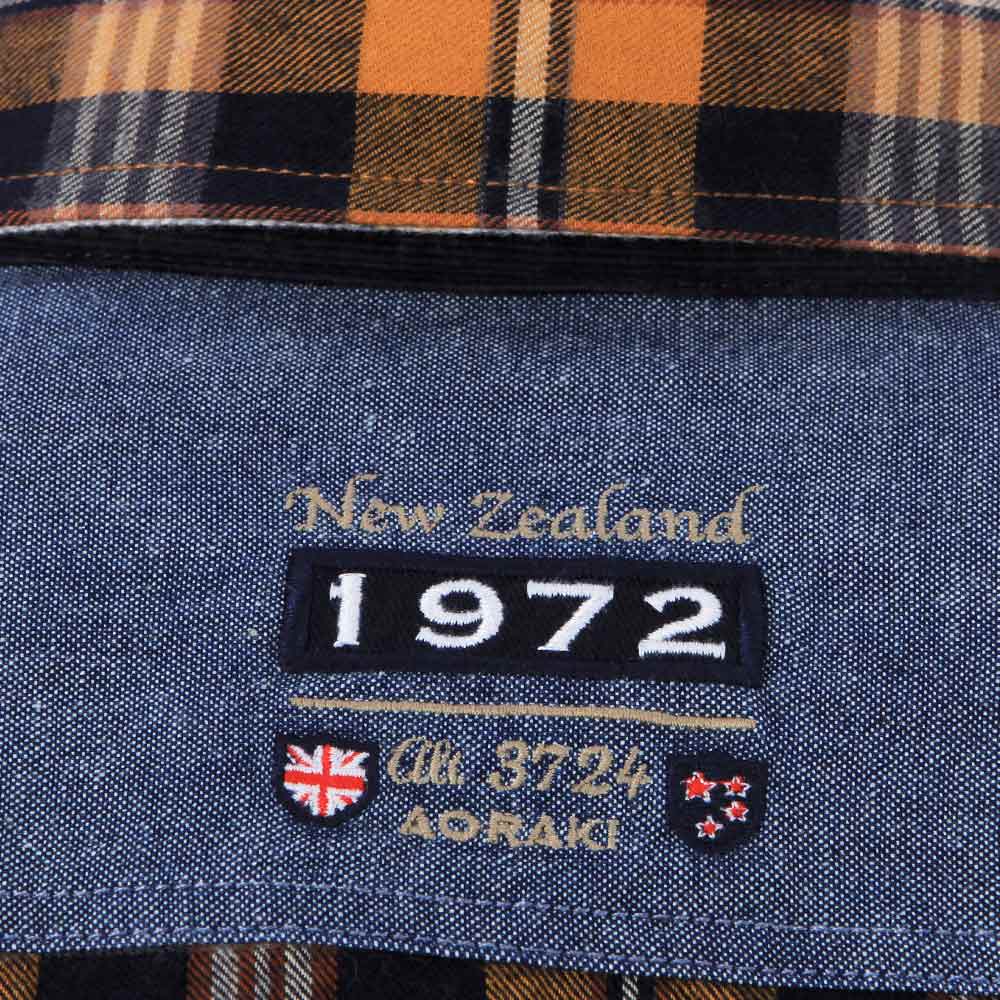 New Zealand
1972
Alt 3724
AORAKI